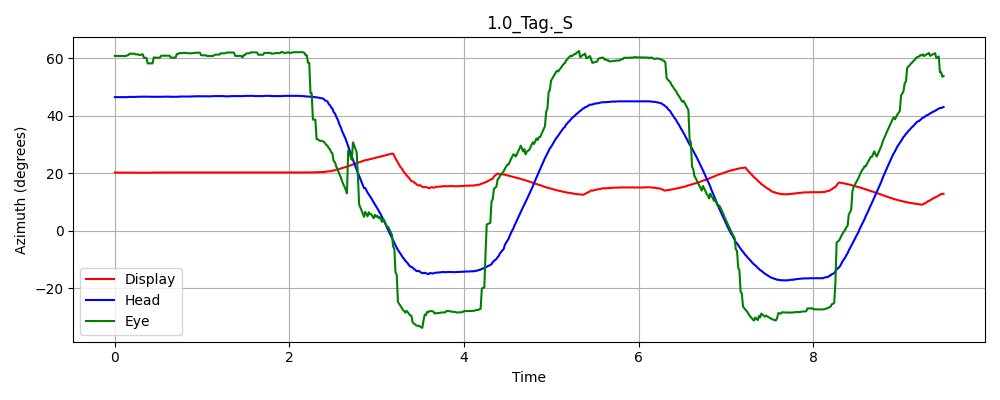 1.0_Tag._S
Azimuth (degrees)
60
40
20
0
−20
Display
Head
Eye
0 2 4 6 8
Time